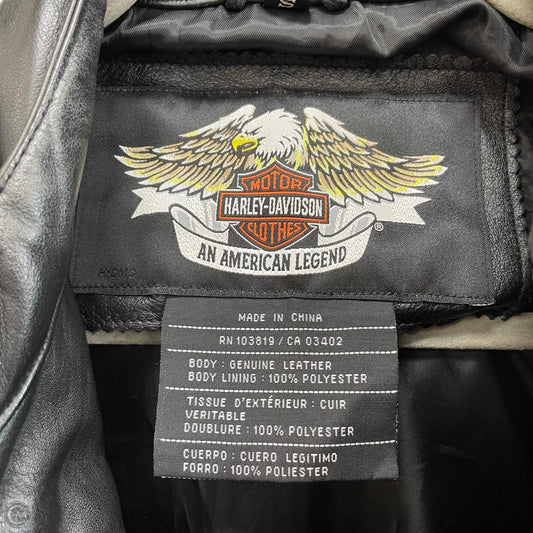 S
MOTOR
HARLEY-DAVIDSON
CLOTHES
®
AN AMERICAN LEGEND
H-DMC
MADE IN CHINA
RN 103819 / CA 03402
BODY : GENUINE LEATHER
BODY LINING : 100% POLYESTER
TISSUE D'EXTÉRIEUR : CUIR
VERITABLE
DOUBLURE : 100% POLYESTER
CUERPO : CUERO LEGITIMO
FORRO : 100% POLIESTER